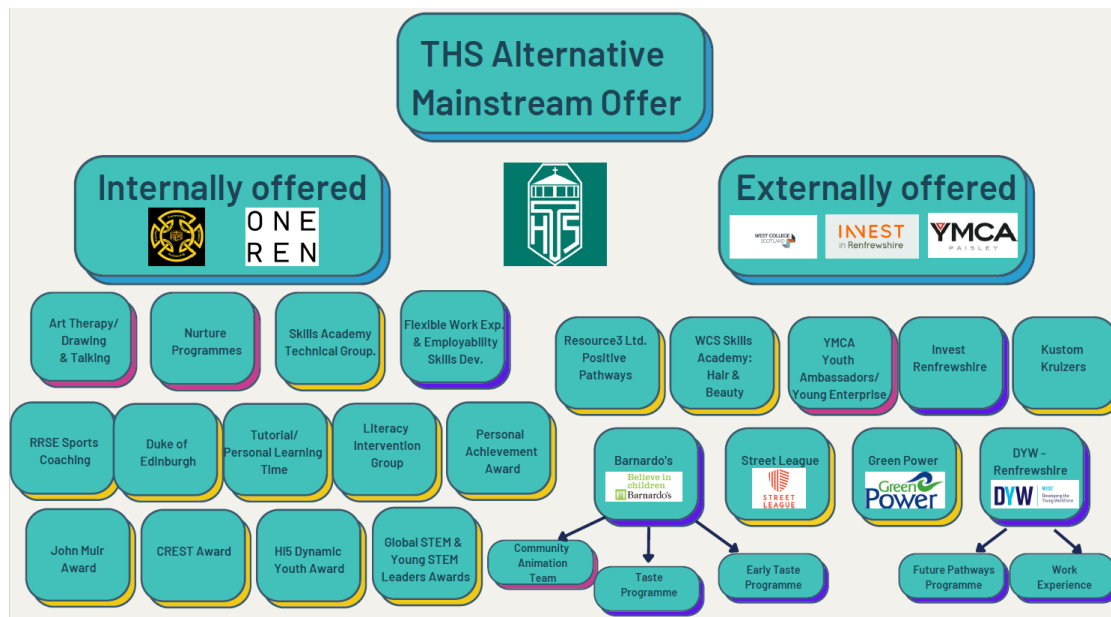 THS Alternative
Mainstream Offer
Internally offered
ONE
REN
HTS
Externally offered
WEST COLLEGE
SCOTLAND
INVEST
in Renfrewshire
YMCA
PAISLEY
Art Therapy/
Drawing
& Talking
Nurture
Programmes
Skills Academy
Technical Group.
Flexible Work Exp.
& Employability
Skills Dev.
Resource3 Ltd.
Positive
Pathways
WCS Skills
Academy:
Hair &
Beauty
YMCA
Youth
Ambassadors/
Young Enterprise
Invest
Renfrewshire
Kustom
Kruizers
RRSE Sports
Coaching
Duke of
Edinburgh
Tutorial/
Personal Learning
Time
Literacy
Intervention
Group
Personal
Achievement
Award
Barnardo's
Believe in
children
Barnardo's
Street League
STREET
LEAGUE
Green Power
Green
Power
DYW -
Renfrewshire
DYW
WEST
Developing the
Young Workforce
John Muir
Award
CREST Award
Hi5 Dynamic
Youth Award
Global STEM &
Young STEM
Leaders Awards
Community
Animation
Team
Taste
Programme
Early Taste
Programme
Future Pathways
Programme
Work
Experience